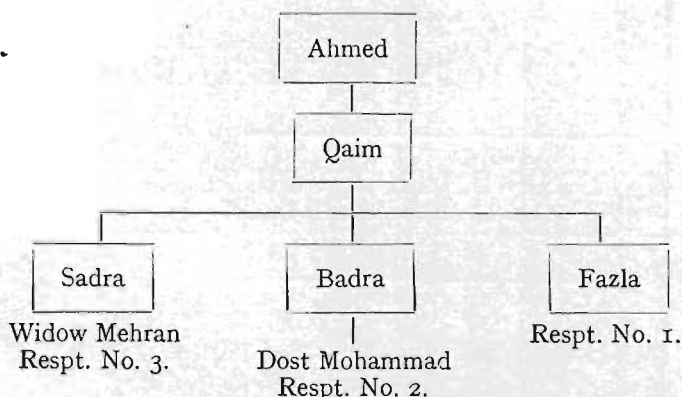 Ahmed
Qaim
Sadra
Badra
Fazla
Widow Mehran
Respt. No. 3.
Dost Mohammad
Respt. No. 2.
Respt. No. 1.